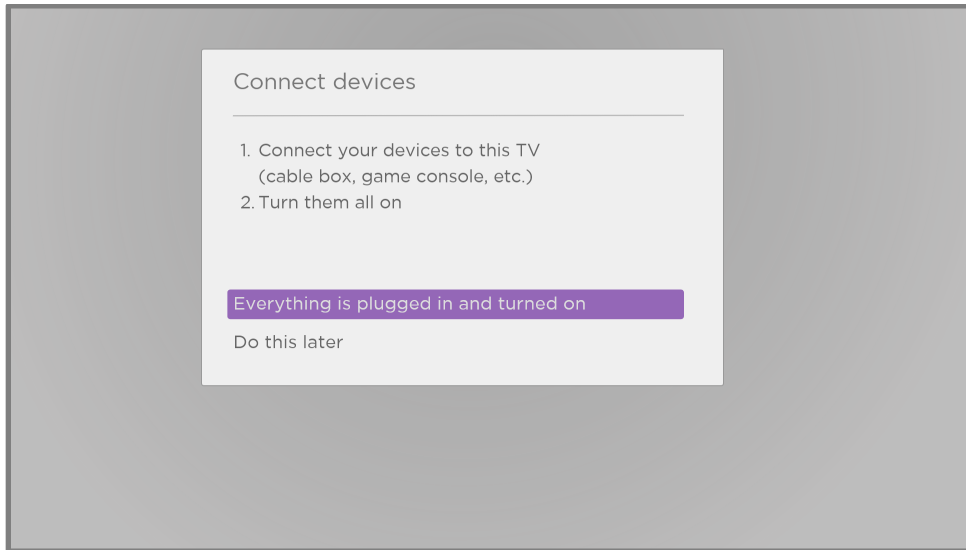 Connect devices
1. Connect your devices to this TV
(cable box, game console, etc.)
2. Turn them all on
Everything is plugged in and turned on
Do this later